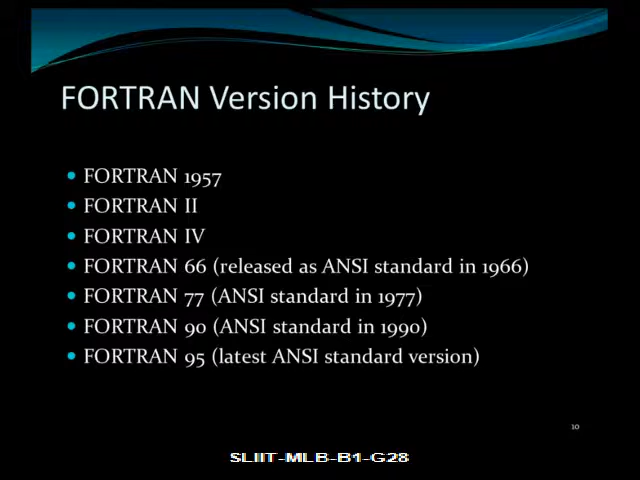 FORTRAN Version History
• FORTRAN 1957
• FORTRAN II
• FORTRAN IV
• FORTRAN 66 (released as ANSI standard in 1966)
• FORTRAN 77 (ANSI standard in 1977)
• FORTRAN 90 (ANSI standard in 1990)
• FORTRAN 95 (latest ANSI standard version)
10
SLIIT-MLB-B1-G28